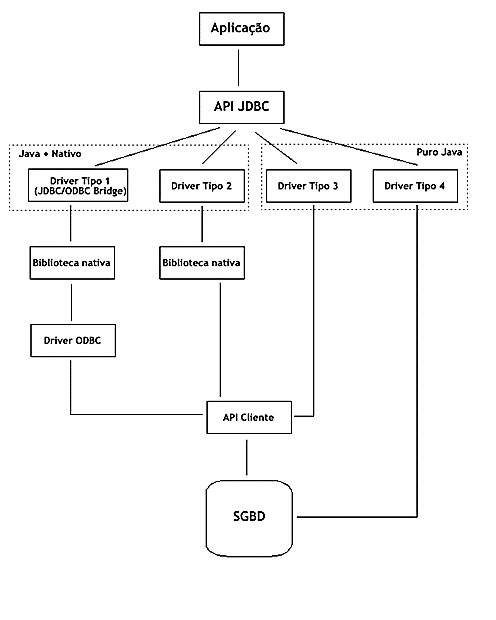 Aplicação
API JDBC
Java + Nativo
Puro Java
Driver Tipo 1
(JDBC/ODBC Bridge)
Driver Tipo 2
Driver Tipo 3
Driver Tipo 4
Biblioteca nativa
Biblioteca nativa
Driver ODBC
API Cliente
SGBD